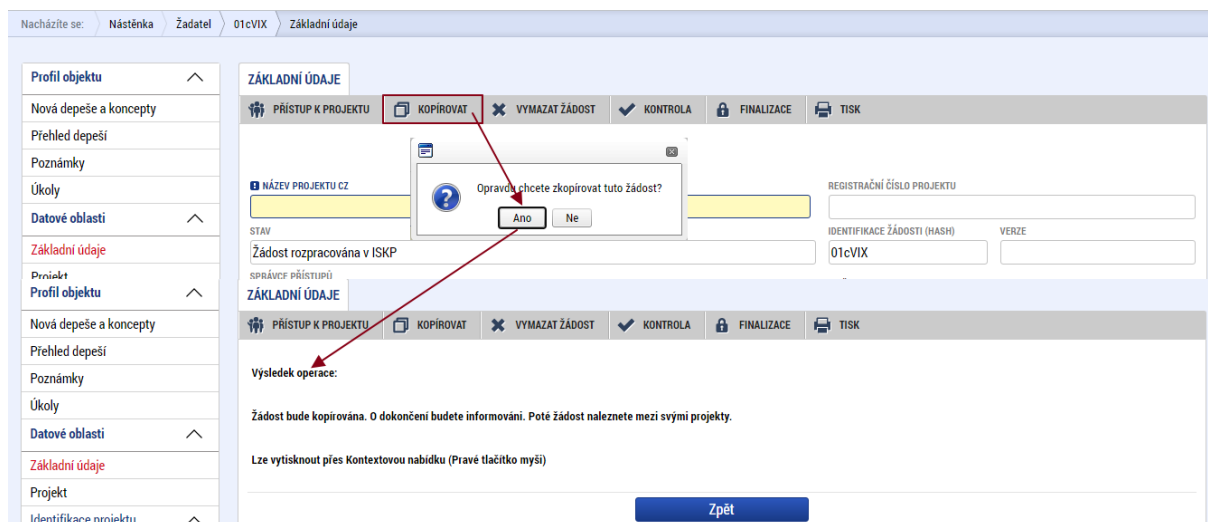 Nacházíte se: Nástěnka Žadatel 01cVIX Základní údaje
Profil objektu
Nová depeše a koncepty
Přehled depeší
Poznámky
Úkoly
Datové oblasti
Základní údaje
Projekt
ZÁKLADNÍ ÚDAJE
PŘÍSTUP K PROJEKTU KOPÍROVAT VYMAZAT ŽÁDOST KONTROLA FINALIZACE TISK
Opravdu chcete zkopírovat tuto žádost?
Ano Ne
NÁZEV PROJEKTU CZ
REGISTRAČNÍ ČÍSLO PROJEKTU
STAV
Žádost rozpracována v ISKP
IDENTIFIKACE ŽÁDOSTI (HASH) VERZE
01cVIX
SPRÁVCE PŘÍSTUPŮ
Profil objektu
Nová depeše a koncepty
Přehled depeší
Poznámky
Úkoly
Datové oblasti
Základní údaje
Projekt
Identifikace projektu
ZÁKLADNÍ ÚDAJE
PŘÍSTUP K PROJEKTU KOPÍROVAT VYMAZAT ŽÁDOST KONTROLA FINALIZACE TISK
Výsledek operace:
Žádost bude kopírována. O dokončení budete informováni. Poté žádost naleznete mezi svými projekty.
Lze vytisknout přes Kontextovou nabídku (Pravé tlačítko myši)
Zpět